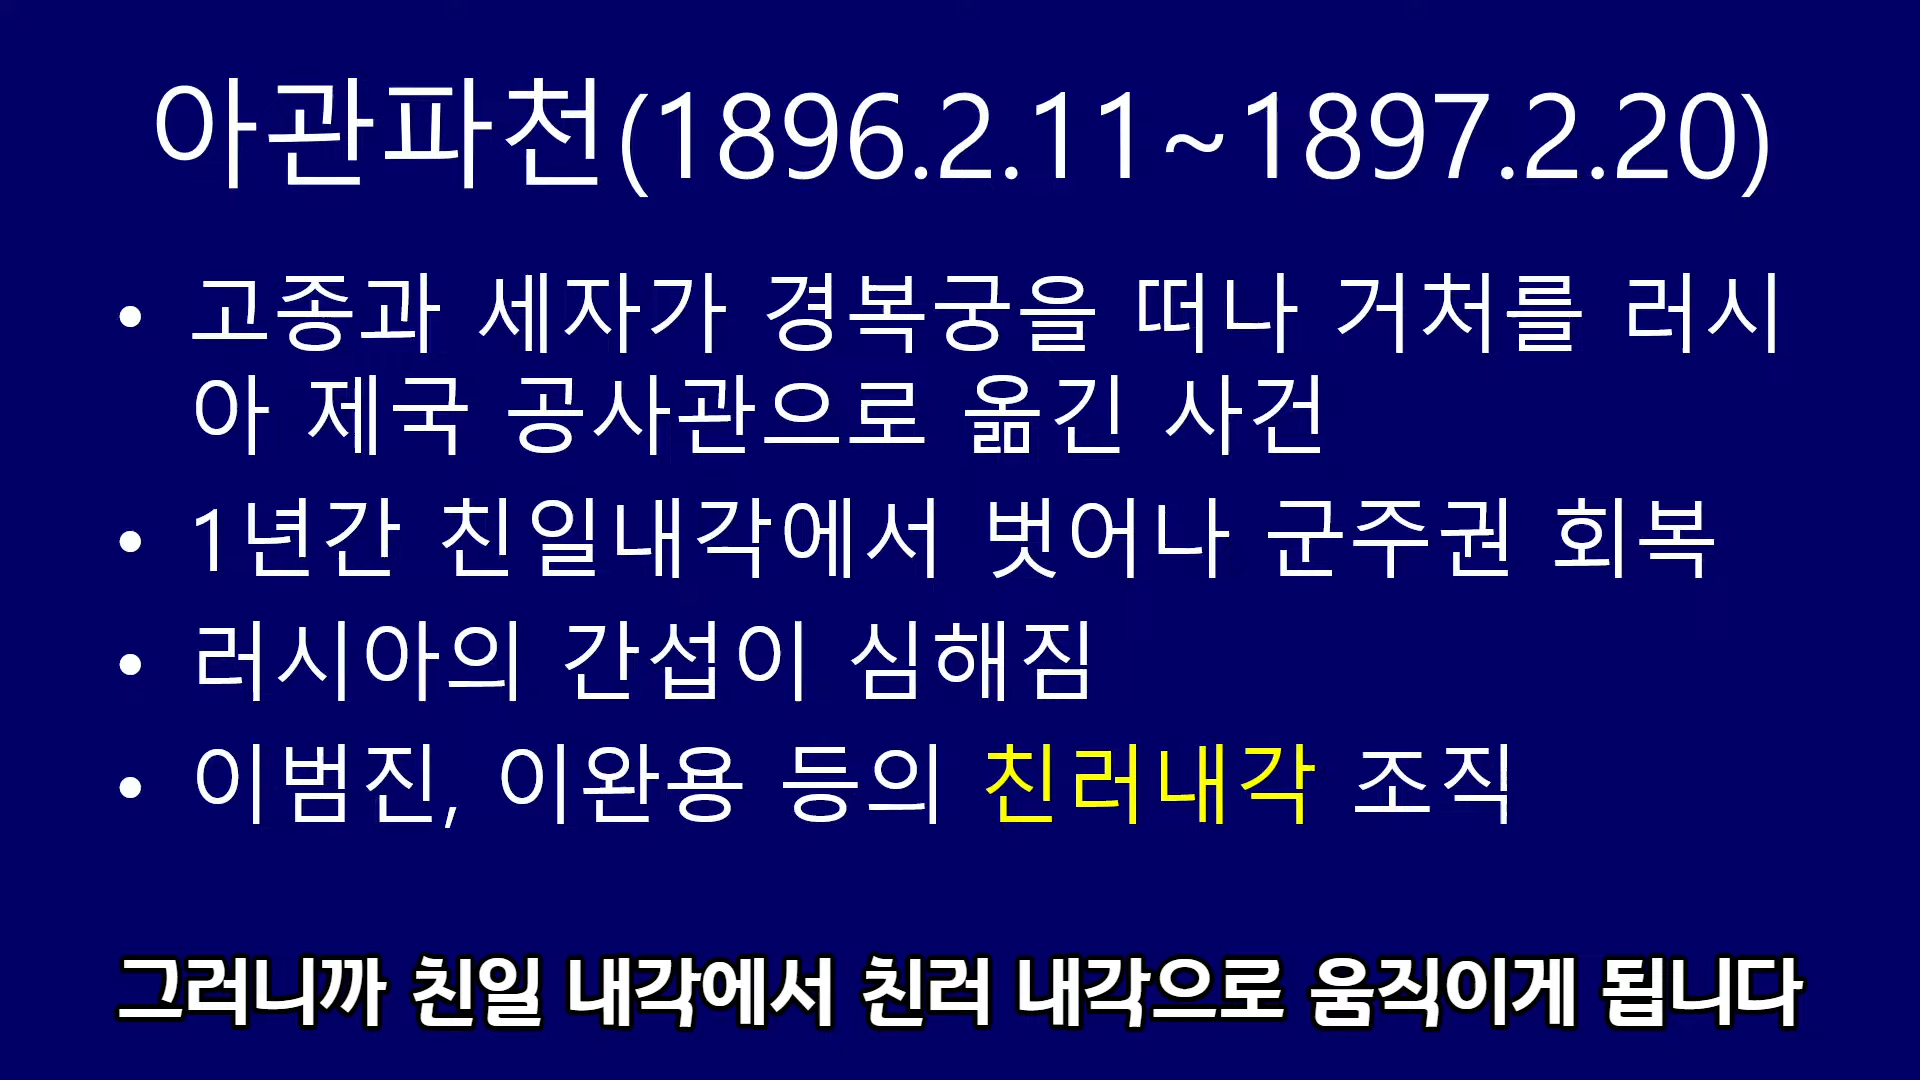 아관파천(1896.2.11~1897.2.20)
• 고종과 세자가 경복궁을 떠나 거처를 러시
아 제국 공사관으로 옮긴 사건
• 1년간 친일내각에서 벗어나 군주권 회복
• 러시아의 간섭이 심해짐
• 이범진, 이완용 등의 친러내각 조직
그러니까 친일 내각에서 친러 내각으로 움직이게 됩니다